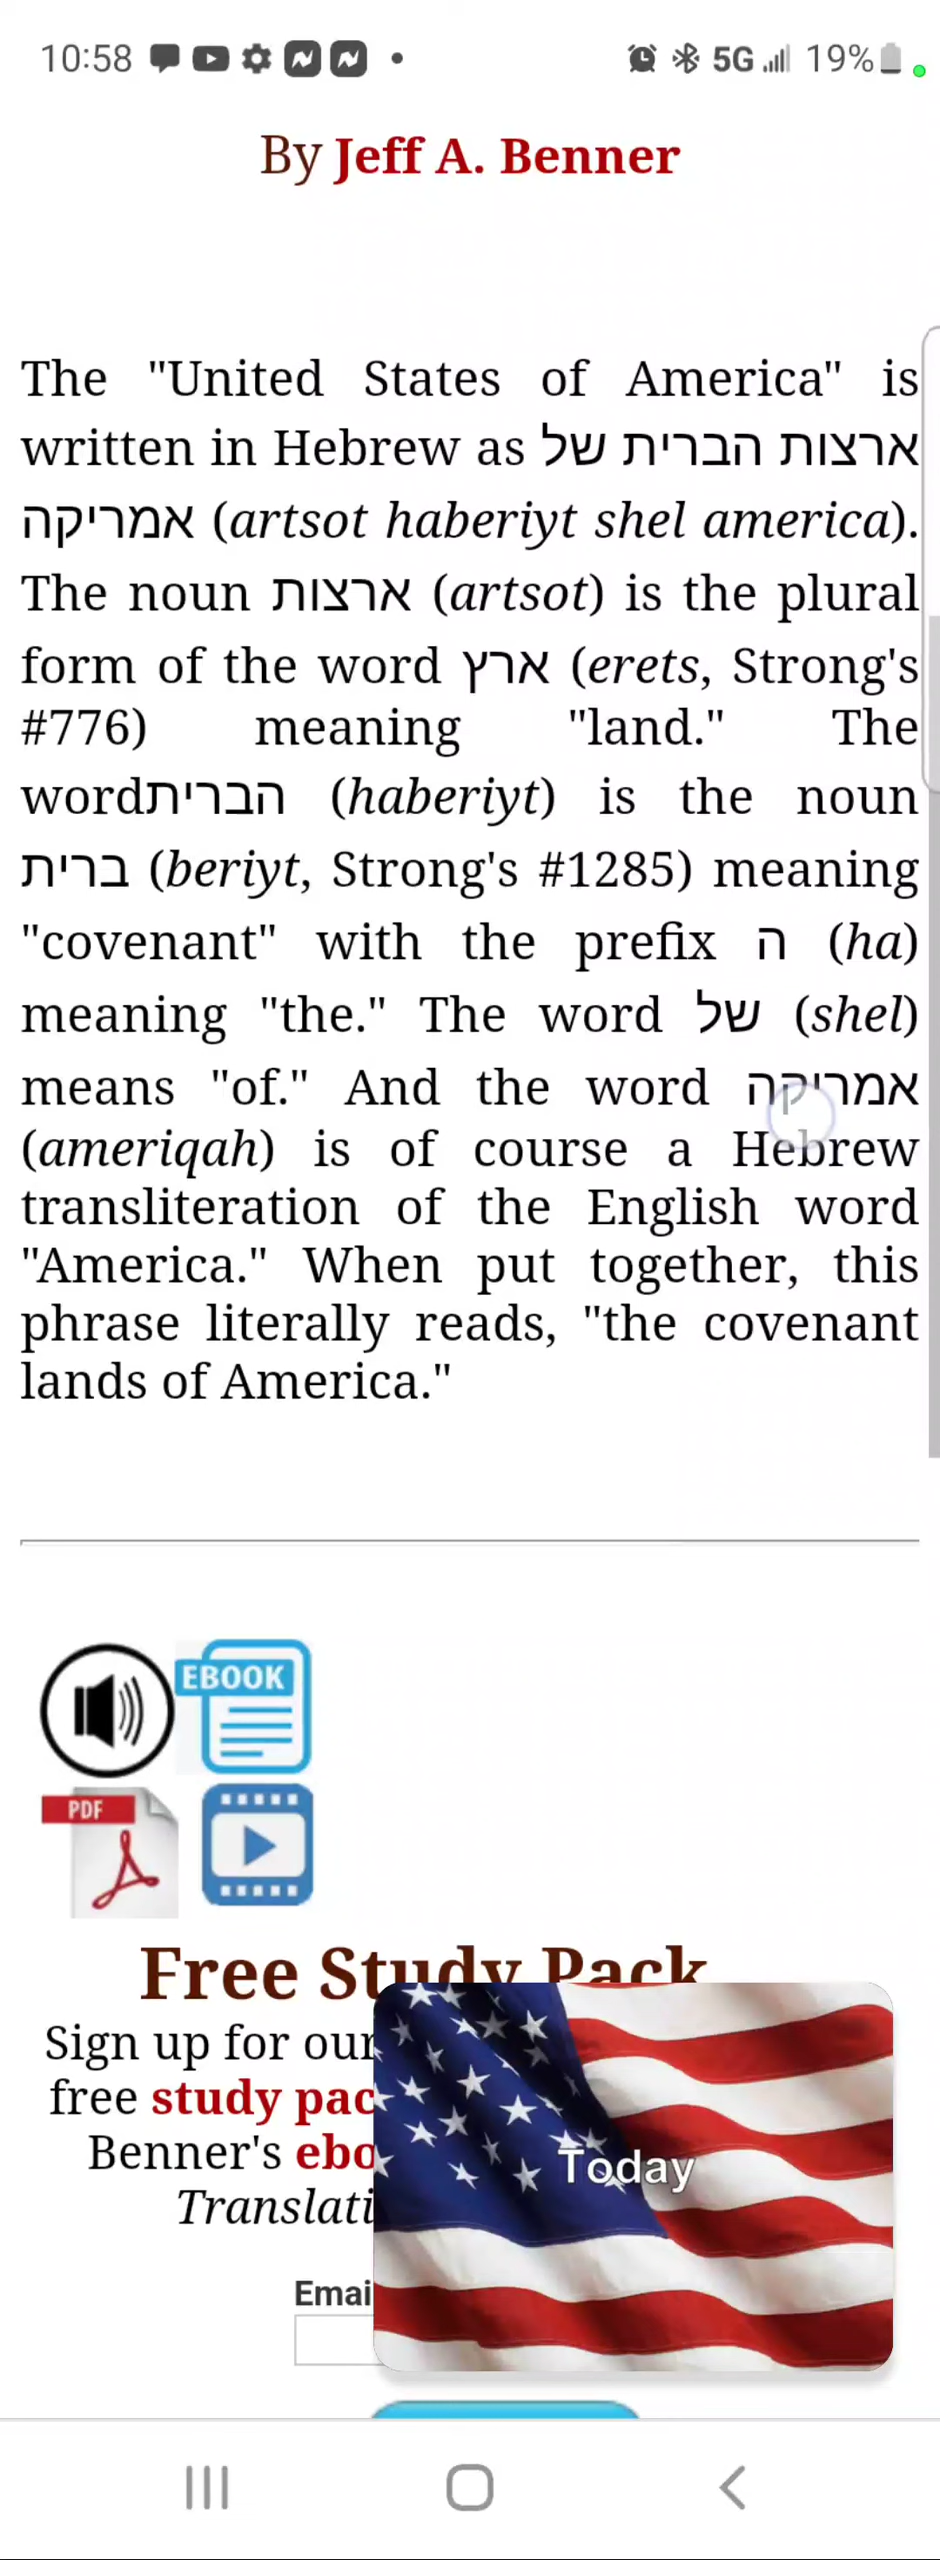 10:58
5G 19%
By Jeff A. Benner
The "United States of America" is
written in Hebrew as ארצות הברית של
אמריקה (artsot haberiyt shel america).
The noun ארצות (artsot) is the plural
form of the word ארץ (erets, Strong's
#776) meaning "land." The
wordהברית (haberiyt) is the noun
ברית (beriyt, Strong's #1285) meaning
"covenant" with the prefix ה (ha)
meaning "the." The word של (shel)
means "of." And the word אמריקה
(ameriqah) is of course a Hebrew
transliteration of the English word
"America." When put together, this
phrase literally reads, "the covenant
lands of America."
EBOOK
PDF
Free Study Pack
Sign up for our
free study pac
Benner's ebo
Translati
Today
Emai